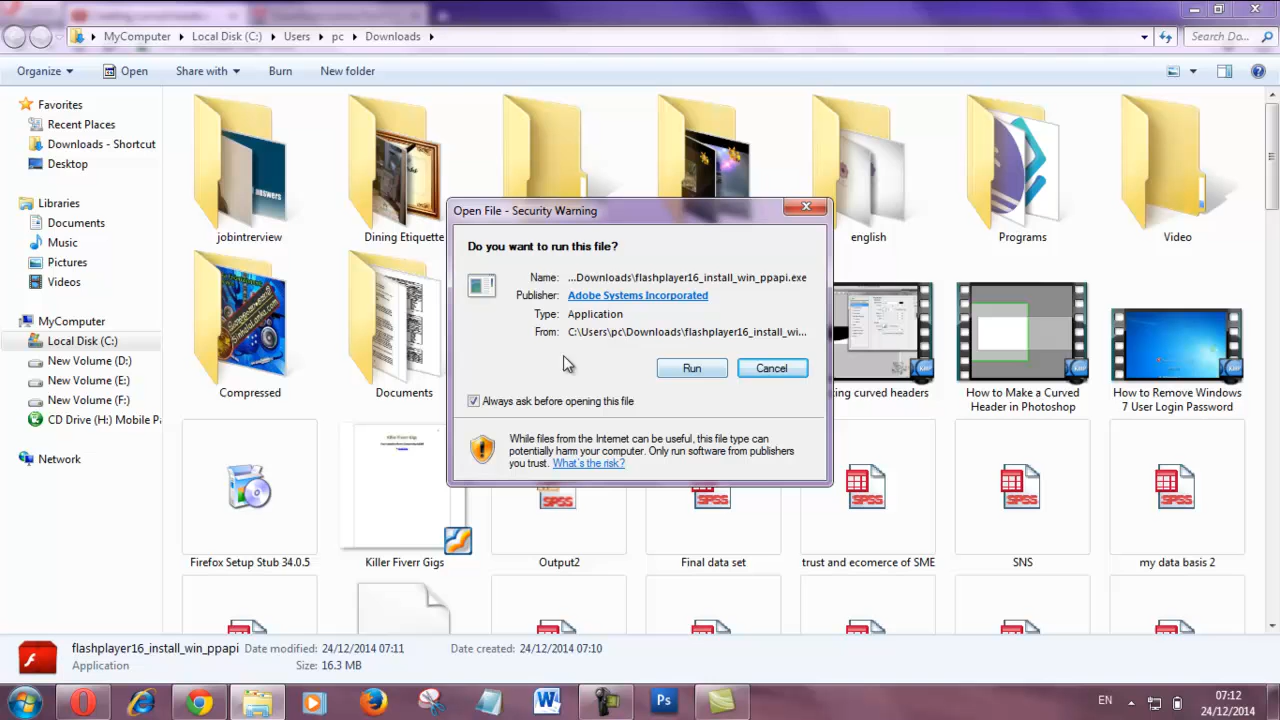 MyComputer
Local Disk (C:)
Users
pc
Downloads
Search Do...
Organize
Open
Share with
Burn
New folder
Favorites
Recent Places
Downloads - Shortcut
Desktop
Libraries
Documents
Music
Pictures
Videos
MyComputer
Local Disk (C:)
New Volume (D:)
New Volume (E:)
New Volume (F:)
CD Drive (H:) Mobile P
Network
jobintrerview
Dining Etiquette
english
Programs
Video
Open File - Security Warning
Do you want to run this file?
Name: ...Downloads\flashplayer16_install_win_ppapi.exe
Publisher: Adobe Systems Incorporated
Type: Application
From: C:\Users\pc\Downloads\flashplayer16_install_wi...
Run
Cancel
Always ask before opening this file
While files from the Internet can be useful, this file type can
potentially harm your computer. Only run software from publishers
you trust. What's the risk?
Compressed
Documents
king curved headers
How to Make a Curved
Header in Photoshop
How to Remove Windows
7 User Login Password
SPSS
SPSS
SPSS
SPSS
SPSS
Firefox Setup Stub 34.0.5
Killer Fiverr Gigs
Output2
Final data set
trust and ecomerce of SME
SNS
my data basis 2
flashplayer16_install_win_ppapi
Date modified: 24/12/2014 07:11
Date created: 24/12/2014 07:10
Application
Size: 16.3 MB
Ps
EN
07:12
24/12/2014